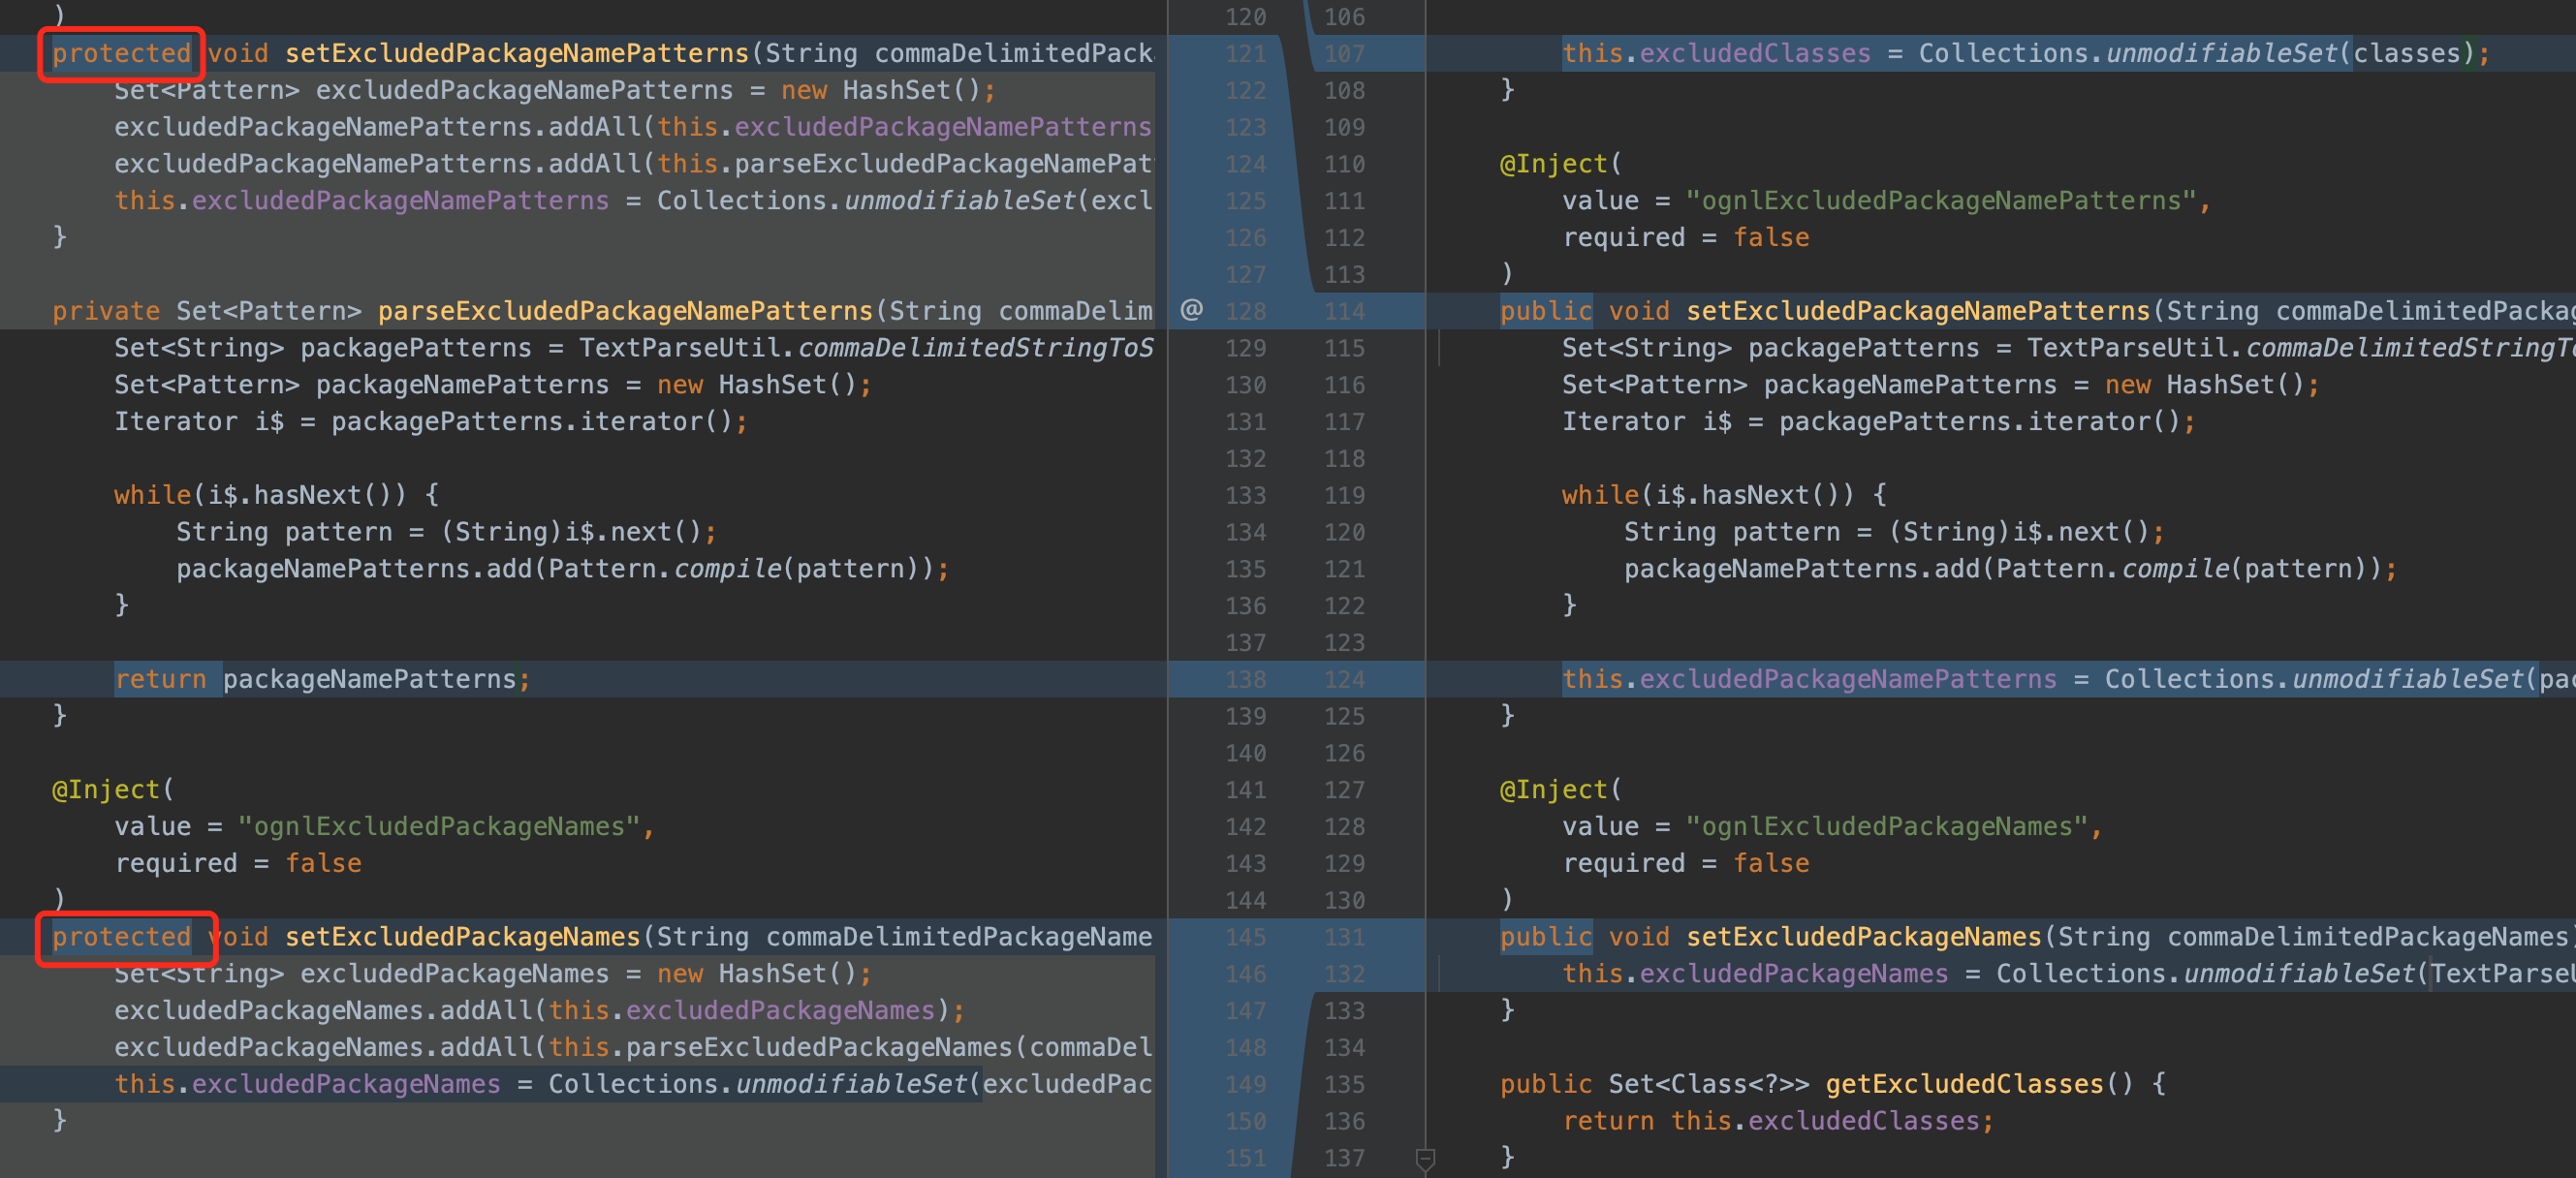 )
protected void setExcludedPackageNamePatterns(String commaDelimitedPack
Set<Pattern> excludedPackageNamePatterns = new HashSet();
excludedPackageNamePatterns.addAll(this.excludedPackageNamePatterns
excludedPackageNamePatterns.addAll(this.parseExcludedPackageNamePat
this.excludedPackageNamePatterns = Collections.unmodifiableSet(excl
}
private Set<Pattern> parseExcludedPackageNamePatterns(String commaDelim
Set<String> packagePatterns = TextParseUtil.commaDelimitedStringToS
Set<Pattern> packageNamePatterns = new HashSet();
Iterator i$ = packagePatterns.iterator();
while(i$.hasNext()) {
String pattern = (String)i$.next();
packageNamePatterns.add(Pattern.compile(pattern));
}
return packageNamePatterns;
}
@Inject(
value = "ognlExcludedPackageNames",
required = false
)
protected void setExcludedPackageNames(String commaDelimitedPackageName
Set<String> excludedPackageNames = new HashSet();
excludedPackageNames.addAll(this.excludedPackageNames);
excludedPackageNames.addAll(this.parseExcludedPackageNames(commaDel
this.excludedPackageNames = Collections.unmodifiableSet(excludedPac
}
120 106
121 107
122 108
123 109
124 110
125 111
126 112
127 113
@ 128 114
129 115
130 116
131 117
132 118
133 119
134 120
135 121
136 122
137 123
138 124
139 125
140 126
141 127
142 128
143 129
144 130
145 131
146 132
147 133
148 134
149 135
150 136
151 137
this.excludedClasses = Collections.unmodifiableSet(classes);
}
@Inject(
value = "ognlExcludedPackageNamePatterns",
required = false
)
public void setExcludedPackageNamePatterns(String commaDelimitedPackag
Set<String> packagePatterns = TextParseUtil.commaDelimitedStringTo
Set<Pattern> packageNamePatterns = new HashSet();
Iterator i$ = packagePatterns.iterator();
while(i$.hasNext()) {
String pattern = (String)i$.next();
packageNamePatterns.add(Pattern.compile(pattern));
}
this.excludedPackageNamePatterns = Collections.unmodifiableSet(pac
}
@Inject(
value = "ognlExcludedPackageNames",
required = false
)
public void setExcludedPackageNames(String commaDelimitedPackageNames)
this.excludedPackageNames = Collections.unmodifiableSet(TextParseU
}
public Set<Class<?>> getExcludedClasses() {
return this.excludedClasses;
}